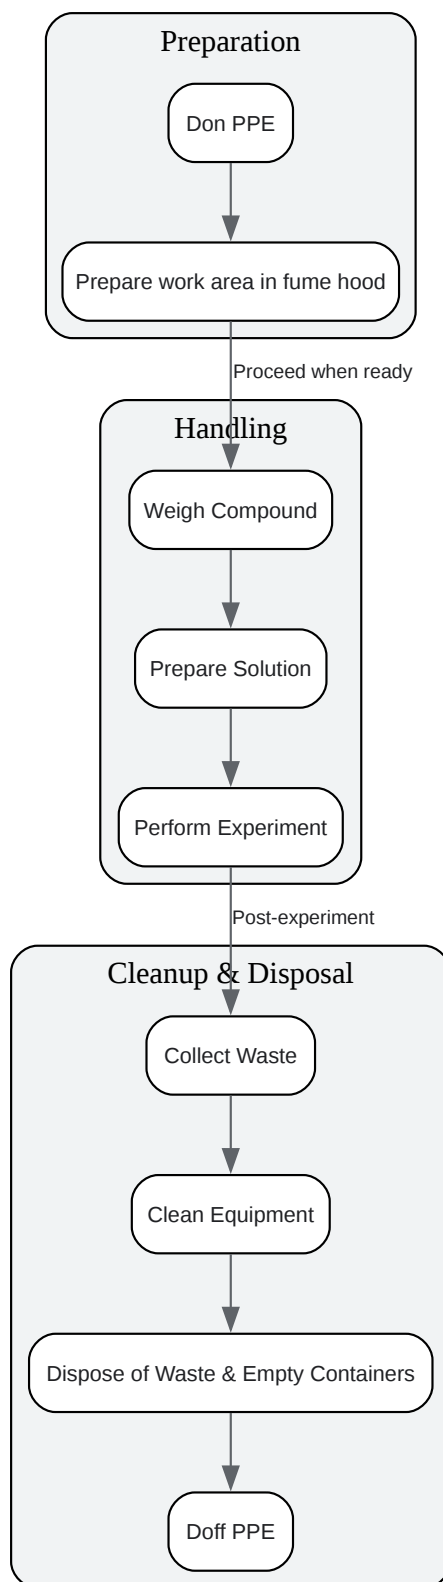 Preparation
Don PPE
Prepare work area in fume hood
Proceed when ready
Handling
Weigh Compound
Prepare Solution
Perform Experiment
Post-experiment
Cleanup & Disposal
Collect Waste
Clean Equipment
Dispose of Waste & Empty Containers
Doff PPE